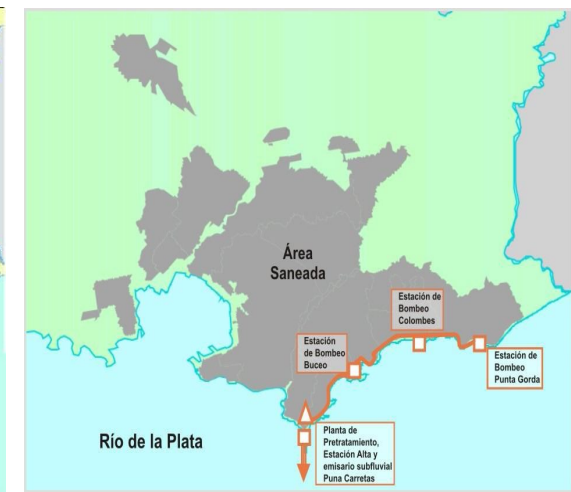 Área
Saneada
Estación de
Bombeo
Colombes
Estación
de Bombeo
Buceo
Estación de
Bombeo
Punta Gorda
Río de la Plata
Planta de
Pretratamiento,
Estación Alta y
emisario subfluvial
Puna Carretas